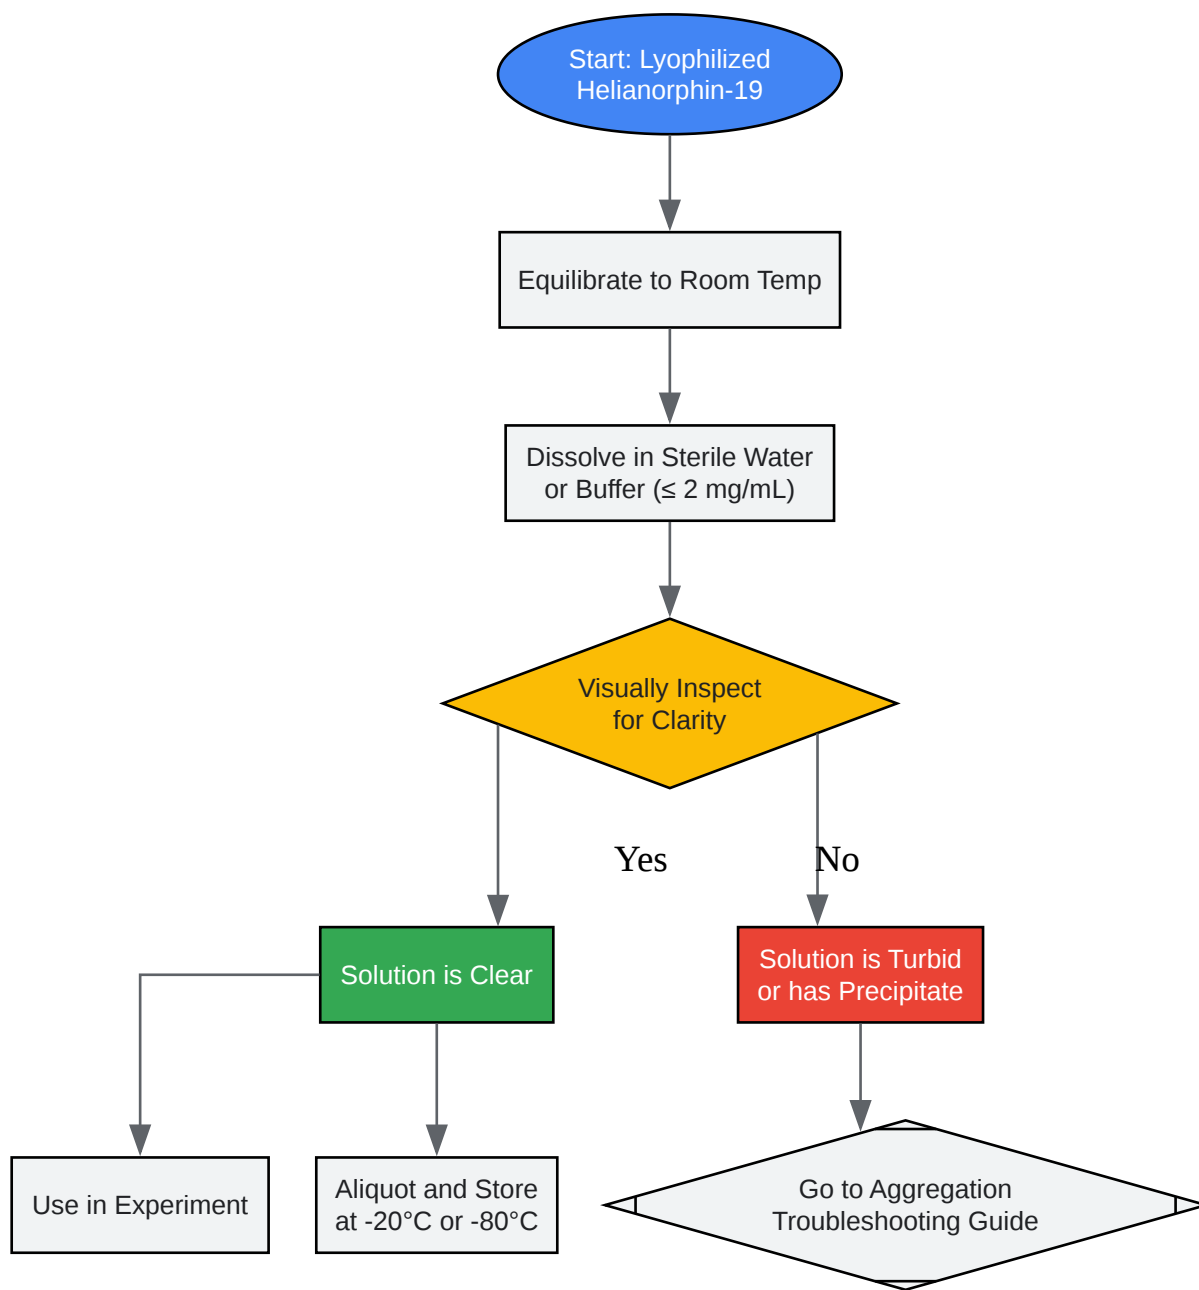 Start: Lyophilized
Helianorphin-19
Equilibrate to Room Temp
Dissolve in Sterile Water
or Buffer (≤ 2 mg/mL)
Visually Inspect
for Clarity
Yes
No
Solution is Clear
Solution is Turbid
or has Precipitate
Use in Experiment
Aliquot and Store
at -20°C or -80°C
Go to Aggregation
Troubleshooting Guide